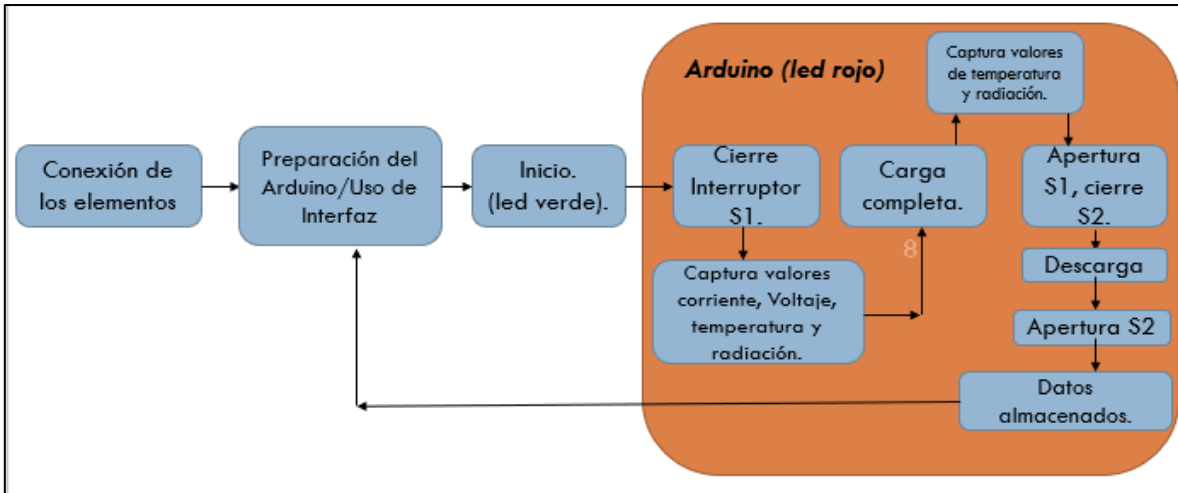 Conexión de
los elementos
Preparación del
Arduino/Uso de
Interfaz
Inicio.
(led verde).
Arduino (led rojo)
Cierre
Interruptor
S1.
Captura valores
corriente, Voltaje,
temperatura y
radiación.
Carga
completa.
8
Captura valores
de temperatura
y radiación.
Apertura
S1, cierre
S2.
Descarga
Apertura S2
Datos
almacenados.